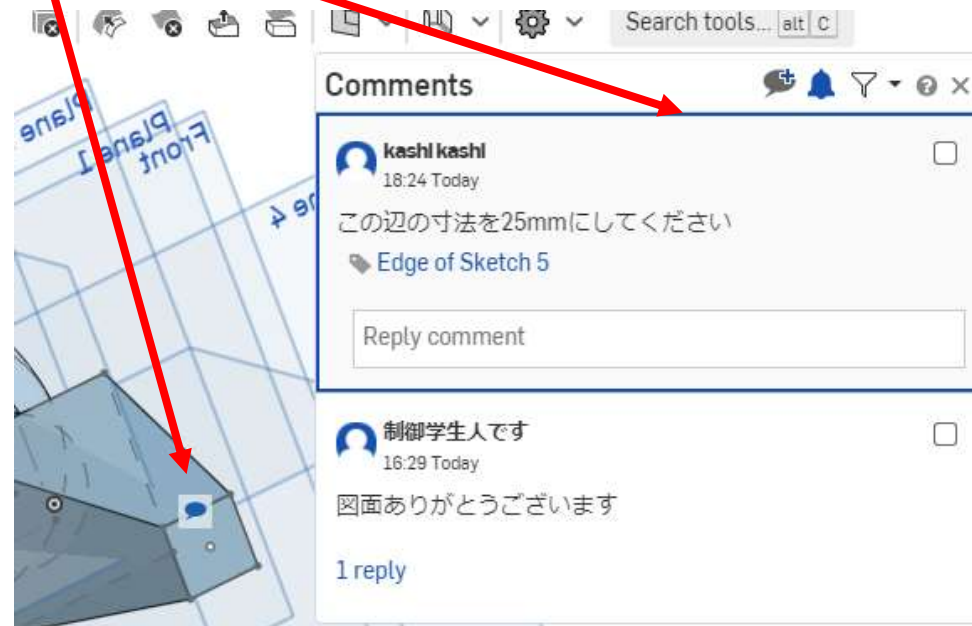 Search tools... alt C
Comments
Plane
Plane 1
Front
e 4
kashi kashi
18:24 Today
この辺の寸法を25mmにしてください
Edge of Sketch 5
Reply comment
制御学生人です
16:29 Today
図面ありがとうございます
1 reply